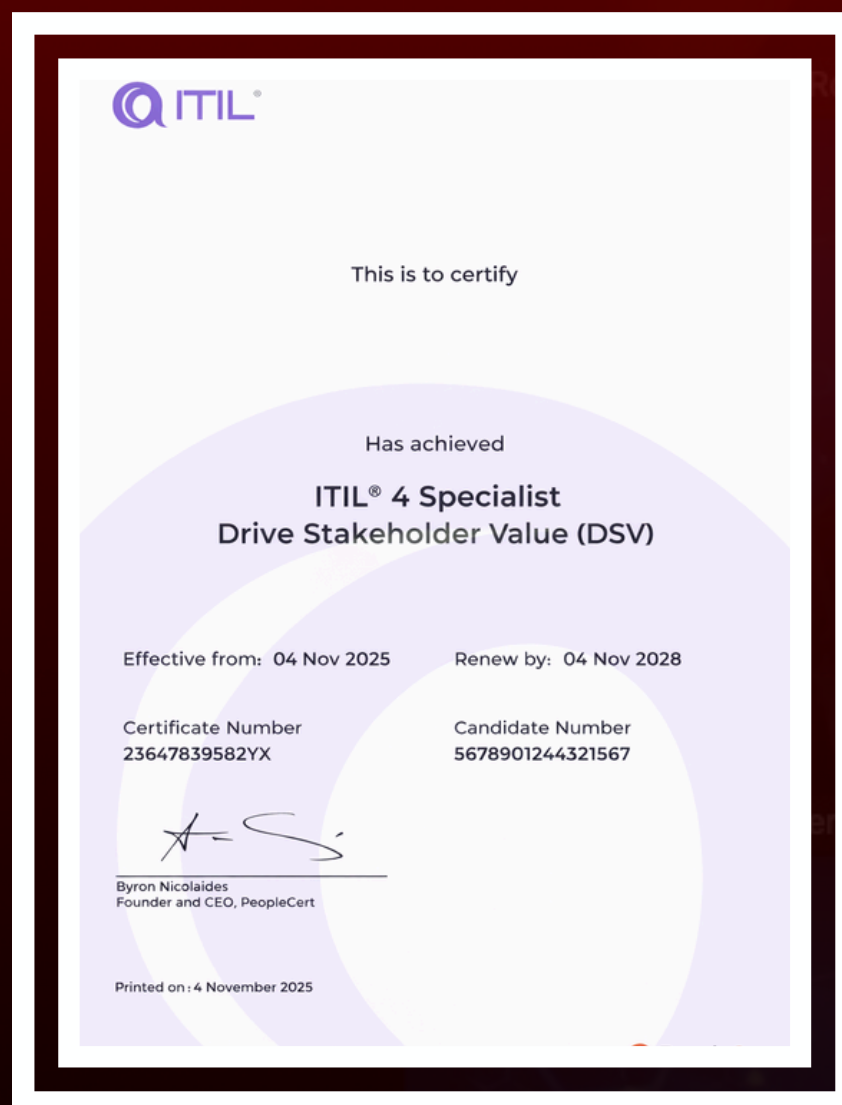 ITIL®
This is to certify
Has achieved
ITIL® 4 Specialist
Drive Stakeholder Value (DSV)
Effective from: 04 Nov 2025
Renew by: 04 Nov 2028
Certificate Number
23647839582YX
Candidate Number
5678901244321567
Byron Nicolaides
Founder and CEO, PeopleCert
Printed on: 4 November 2025